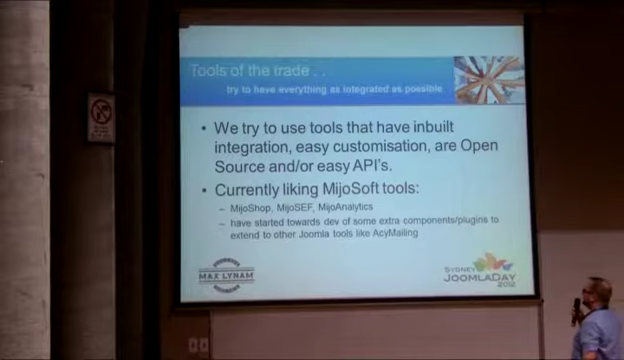 Tools of the trade . . .
try to have everything as integrated as possible
• We try to use tools that have inbuilt
integration, easy customisation, are Open
Source and/or easy API's.
• Currently liking MijoSoft tools:
– MijoShop, MijoSEF, MijoAnalytics
– have started towards dev of some extra components/plugins to
extend to other Joomla tools like AcyMailing
MAX LYNAM
SYDNEY
JOOMLADAY
2012